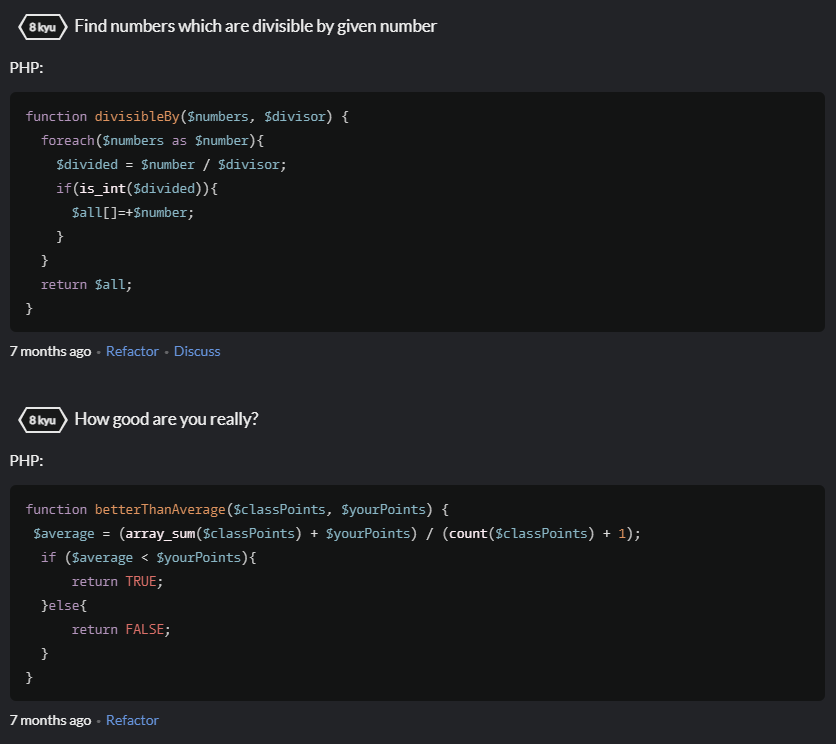 8 kyu Find numbers which are divisible by given number
PHP:
function divisibleBy($numbers, $divisor) {
  foreach($numbers as $number){
    $divided = $number / $divisor;
    if(is_int($divided)){
      $all[]=+$number;
    }
  }
  return $all;
}
7 months ago • Refactor • Discuss
8 kyu How good are you really?
PHP:
function betterThanAverage($classPoints, $yourPoints) {
 $average = (array_sum($classPoints) + $yourPoints) / (count($classPoints) + 1);
  if ($average < $yourPoints){
      return TRUE;
  }else{
      return FALSE;
  }
}
7 months ago • Refactor